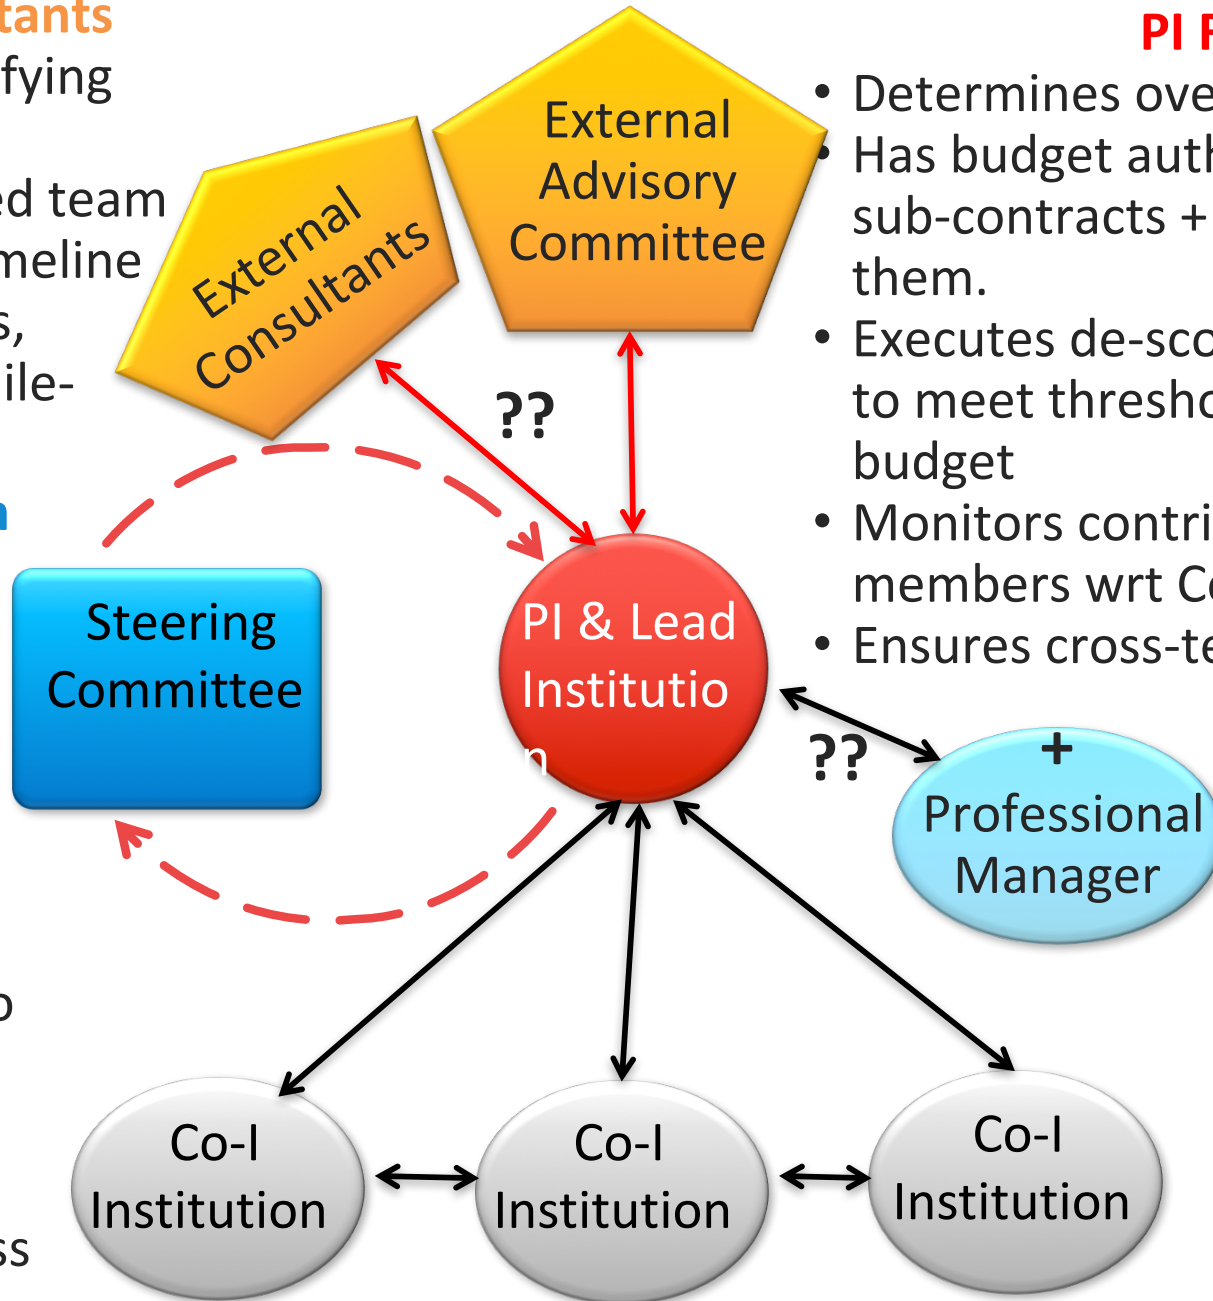 tants
fying
ed team
meline
s,
ile-
n
o
ss
External
Consultants
External
Advisory
Committee
??
PI R
• Determines ove
• Has budget auth
sub-contracts +
them.
• Executes de-sco
to meet thresho
budget
• Monitors contri
members wrt Co
• Ensures cross-te
Steering
Committee
PI & Lead
Institutio
n
??
+
Professional
Manager
Co-I
Institution
Co-I
Institution
Co-I
Institution